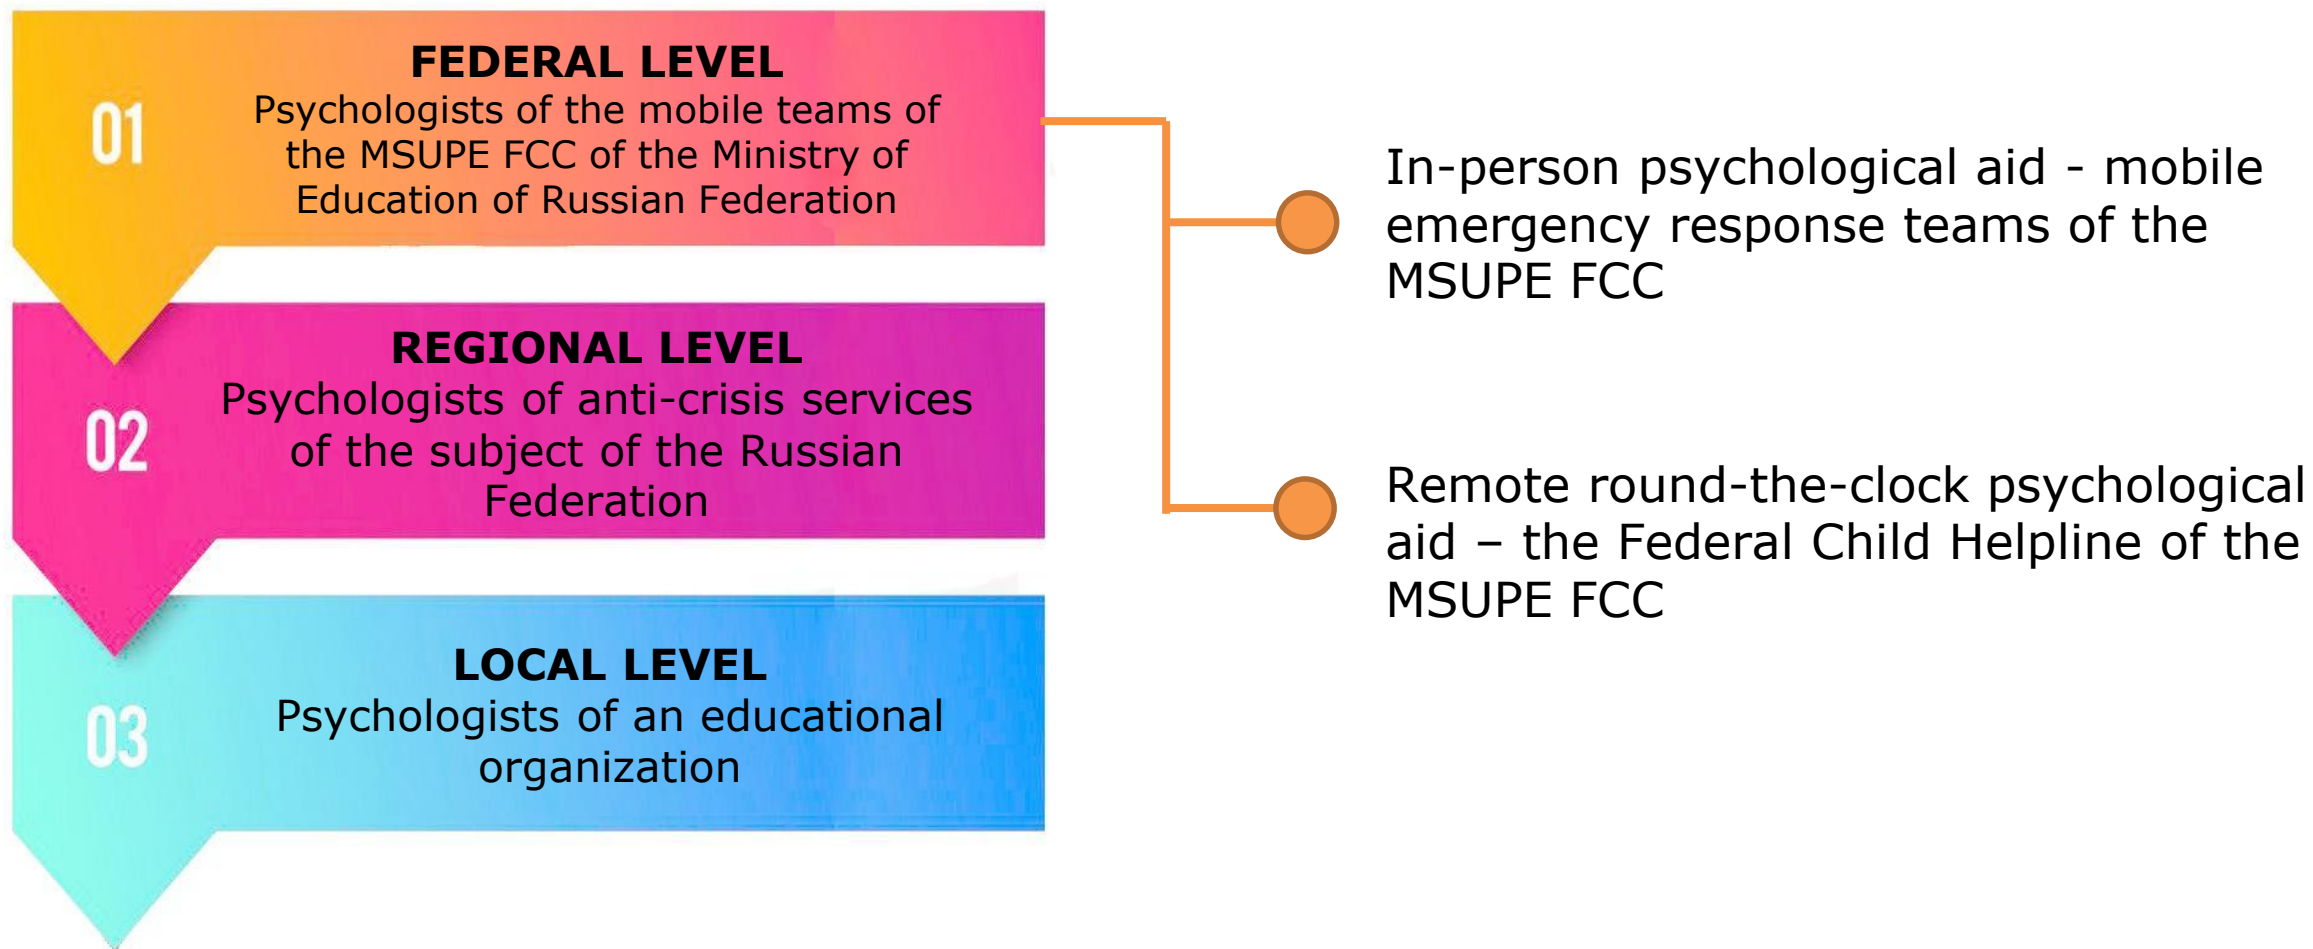 01
FEDERAL LEVEL
Psychologists of the mobile teams of
the MSUPE FCC of the Ministry of
Education of Russian Federation
02
REGIONAL LEVEL
Psychologists of anti-crisis services
of the subject of the Russian
Federation
03
LOCAL LEVEL
Psychologists of an educational
organization
In-person psychological aid - mobile
emergency response teams of the
MSUPE FCC
Remote round-the-clock psychological
aid – the Federal Child Helpline of the
MSUPE FCC